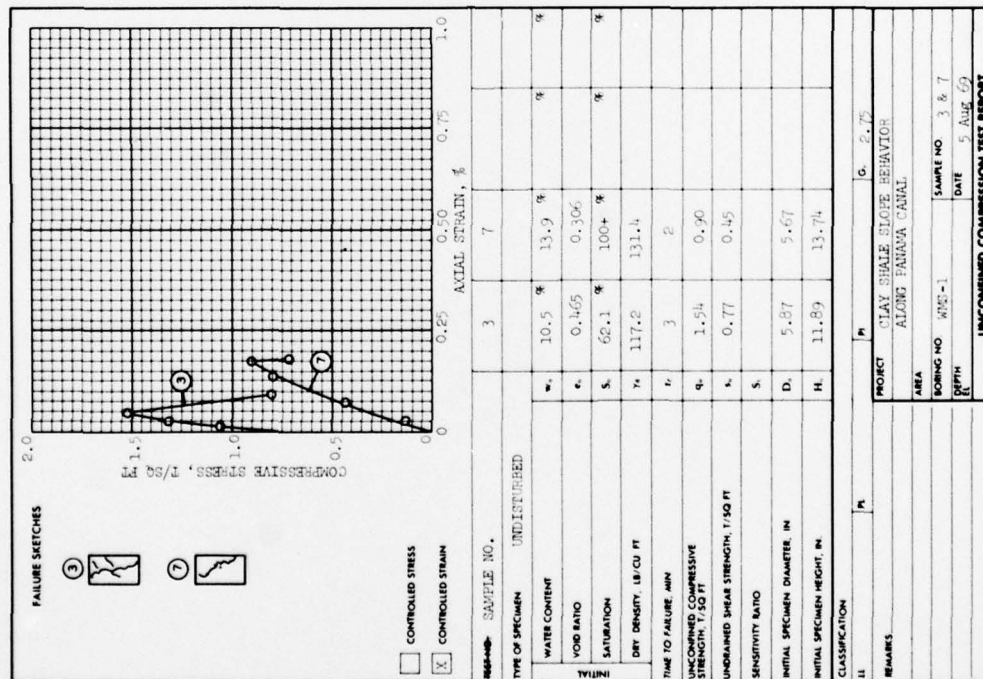 FAILURE SKETCHES
3
7
CONTROLLED STRESS
X CONTROLLED STRAIN
COMPRESSIVE STRESS, T/SQ FT
2.0
1.5
1.0
0.5
0
3
7
0 0.25 0.50 0.75 1.0
AXIAL STRAIN, %
TEST NO. SAMPLE NO. 3 7
TYPE OF SPECIMEN UNDISTURBED
INITIAL
WATER CONTENT w. 10.5 % 13.9 % % %
VOID RATIO e. 0.465 0.306
SATURATION S. 62.1 % 100+ % % %
DRY DENSITY, LB/CU FT γd 117.2 131.4
TIME TO FAILURE, MIN tf 3 2
UNCONFINED COMPRESSIVE
STRENGTH, T/SQ FT qu 1.54 0.90
UNDRAINED SHEAR STRENGTH, T/SQ FT su 0.77 0.45
SENSITIVITY RATIO St
INITIAL SPECIMEN DIAMETER, IN D. 5.87 5.67
INITIAL SPECIMEN HEIGHT, IN. H. 11.89 13.74
CLASSIFICATION
LL PL PI G. 2.75
REMARKS
PROJECT CLAY SHALE SLOPE BEHAVIOR
ALONG PANAMA CANAL
AREA
BORING NO. WMS-1 SAMPLE NO. 3 & 7
DEPTH
EL DATE 5 Aug 69
UNCONFINED COMPRESSION TEST REPORT